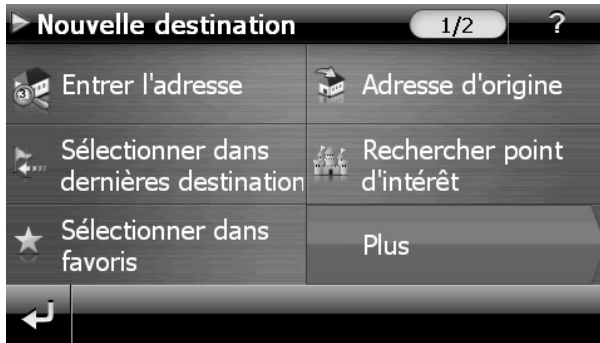 Nouvelle destination
1/2
?
Entrer l'adresse
Adresse d'origine
Sélectionner dans
dernières destination
Rechercher point
d'intérêt
Sélectionner dans
favoris
Plus